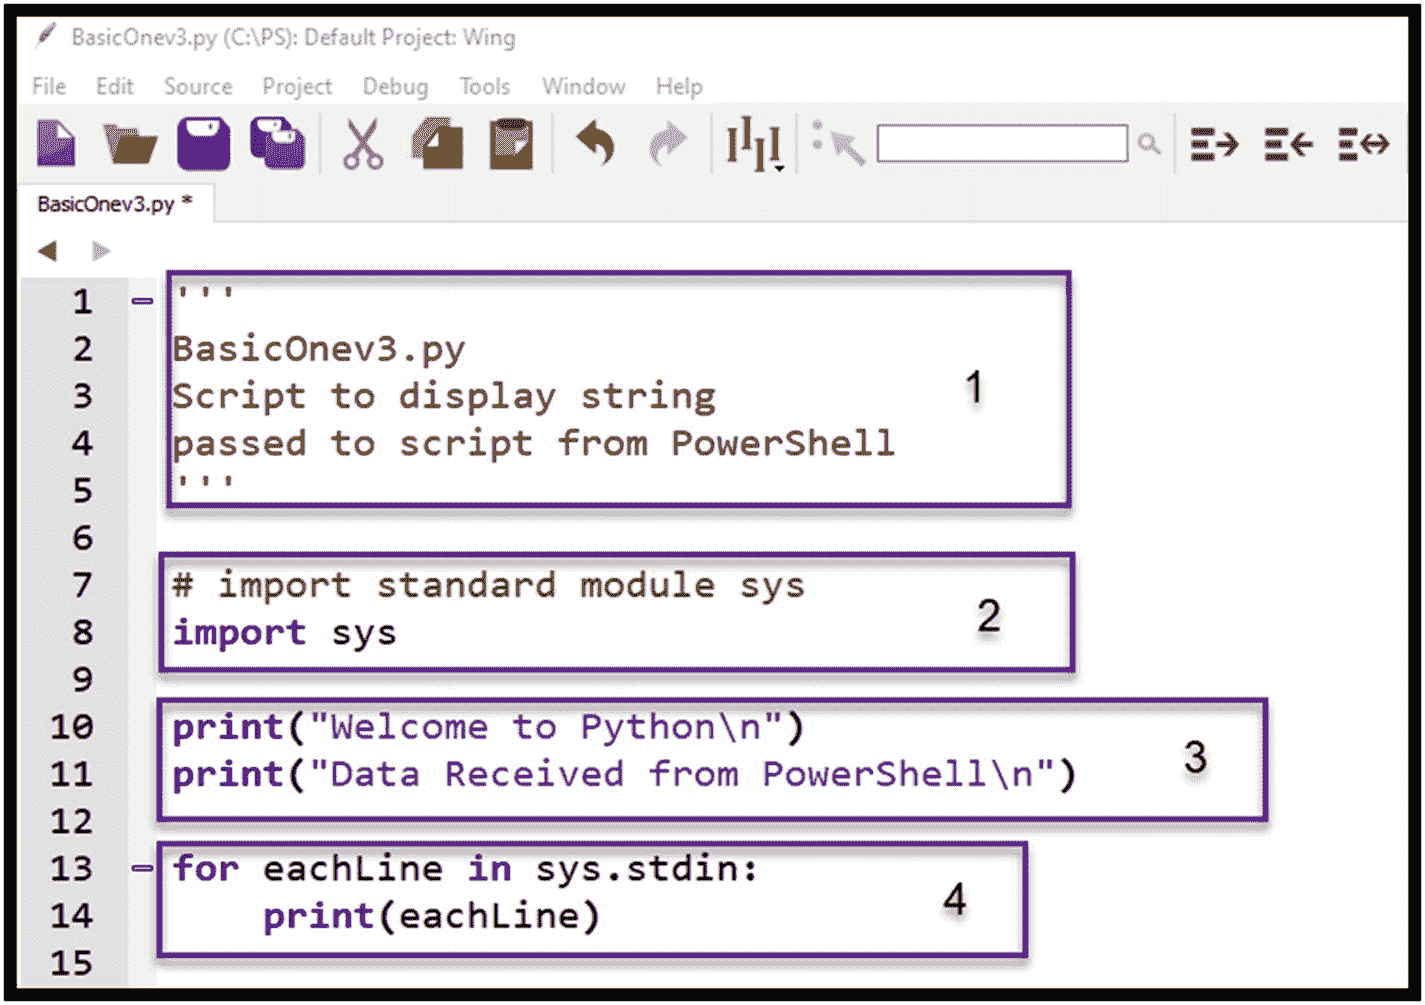 BasicOnev3.py (C:\PS): Default Project: Wing
File Edit Source Project Debug Tools Window Help
BasicOnev3.py *
1 '''
2 BasicOnev3.py
3 Script to display string
4 passed to script from PowerShell
5 '''
1
6
7 # import standard module sys
8 import sys
2
9
10 print("Welcome to Python\n")
11 print("Data Received from PowerShell\n")
3
12
13 for eachLine in sys.stdin:
14     print(eachLine)
4
15